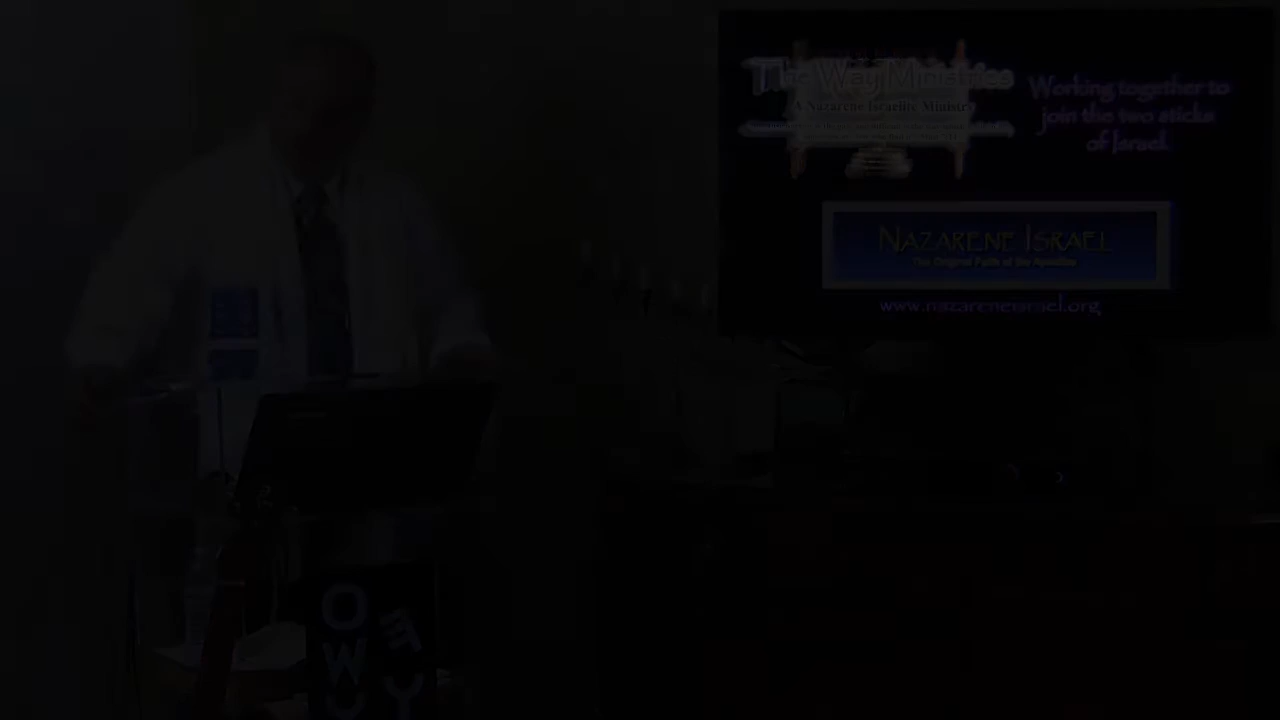 The Way Ministries
A Nazarene Israelite Ministry
Working together to
join the two sticks
of Israel.
NAZARENE ISRAEL
The Original Faith of the Apostles
www.nazareneisrael.org
O
W
Y